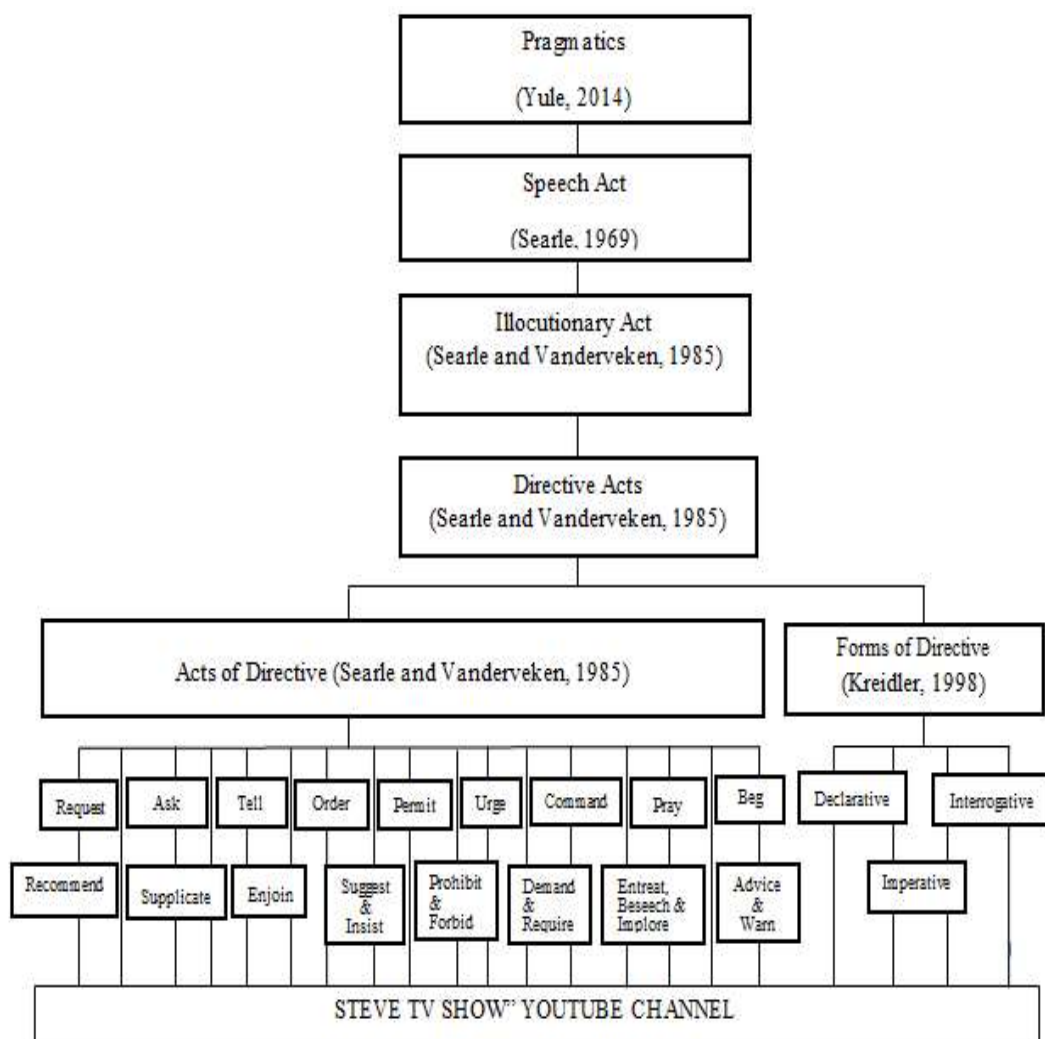 Pragmatics
(Yule, 2014)
Speech Act
(Searle, 1969)
Illocutionary Act
(Searle and Vanderveken, 1985)
Directive Acts
(Searle and Vanderveken, 1985)
Acts of Directive (Searle and Vanderveken, 1985)
Forms of Directive
(Kreidler, 1998)
Request
Ask
Tell
Order
Permit
Urge
Command
Pray
Beg
Declarative
Interrogative
Recommend
Supplicate
Enjoin
Suggest
&
Insist
Prohibit
&
Forbid
Demand
&
Require
Entreat,
Beseech &
Implore
Advice
&
Warn
Imperative
STEVE TV SHOW” YOUTUBE CHANNEL